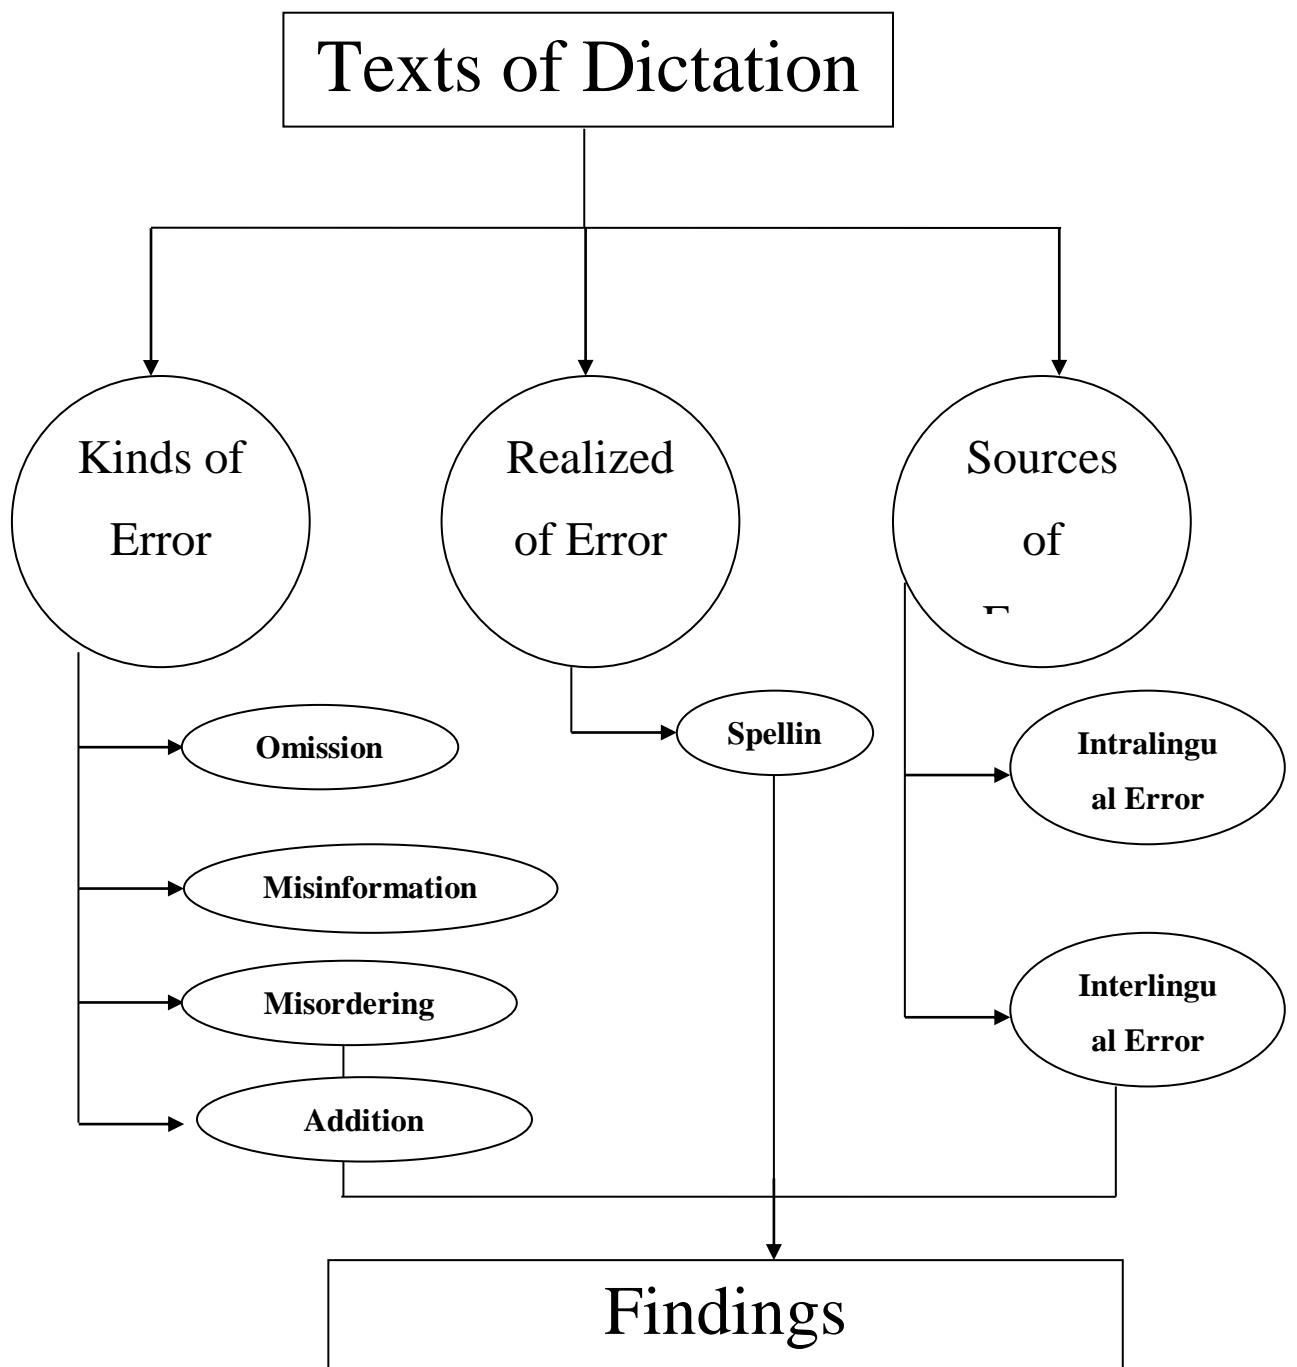 Texts of Dictation
Kinds of
Error
Realized
of Error
Sources
of
Omission
Misinformation
Misordering
Addition
Spellin
Intralingu
al Error
Interlingu
al Error
Findings